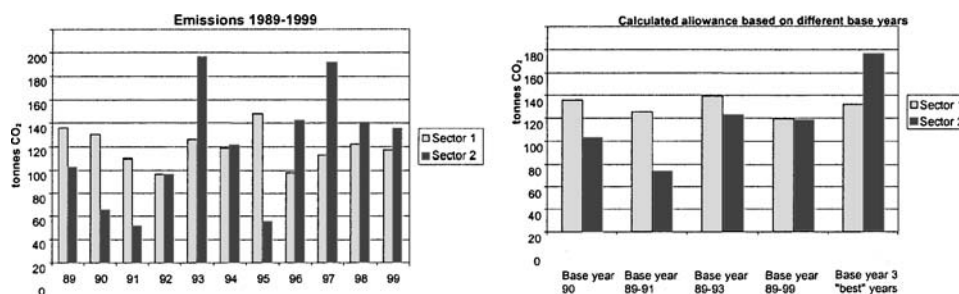 Emissions 1989-1999
tonnes CO₂
200
180
160
140
120
100
80
60
40
20
0
89 90 91 92 93 94 95 96 97 98 99
Sector 1
Sector 2
Calculated allowance based on different base years
tonnes CO₂
180
160
140
120
100
80
60
40
20
0
Base year 90
Base year 89-91
Base year 89-93
Base year 89-99
Base year 3 "best" years
Sector
Sector